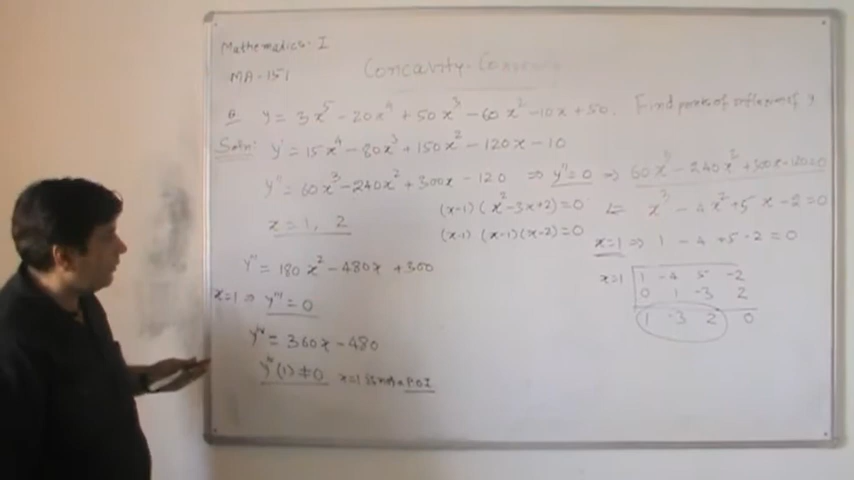 Mathematics-I
MA-151
Concavity-
Q y = 3x⁵ - 20x⁴ + 50x³ - 60x² - 10x + 50. Find points of inflexion of y
Soln: y' = 15x⁴ - 80x³ + 150x² - 120x - 10
y'' = 60x³ - 240x² + 300x - 120 ⇒ y'' = 0 ⇒ 60x³ - 240x² + 300x - 120 = 0
(x-1)(x² - 3x + 2) = 0 ⇐ x³ - 4x² + 5x - 2 = 0
x = 1, 2
(x-1)(x-1)(x-2) = 0
x=1 ⇒ 1 - 4 + 5 - 2 = 0
y''' = 180x² - 480x + 300
x=1 1 -4 5 -2
0 1 -3 2
1 -3 2 0
x=1 ⇒ y''' = 0
yⁱᵛ = 360x - 480
yⁱᵛ(1) ≠ 0 x=1 is not a P.O.I